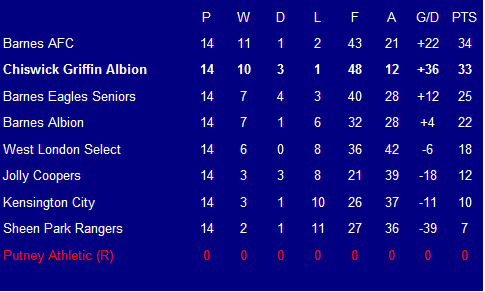 P W D L F A G/D PTS
Barnes AFC 14 11 1 2 43 21 +22 34
Chiswick Griffin Albion 14 10 3 1 48 12 +36 33
Barnes Eagles Seniors 14 7 4 3 40 28 +12 25
Barnes Albion 14 7 1 6 32 28 +4 22
West London Select 14 6 0 8 36 42 -6 18
Jolly Coopers 14 3 3 8 21 39 -18 12
Kensington City 14 3 1 10 26 37 -11 10
Sheen Park Rangers 14 2 1 11 27 36 -39 7
Putney Athletic (R) 0 0 0 0 0 0 0 0